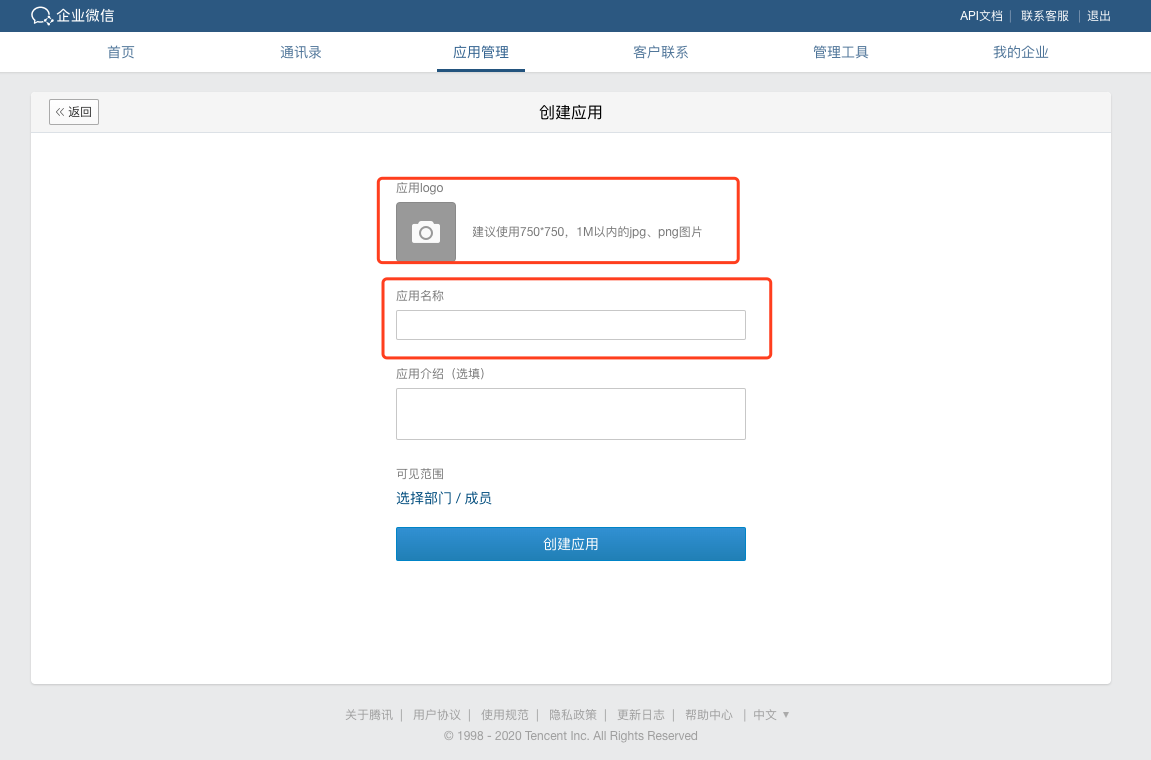 企业微信 API文档 | 联系客服 | 退出
首页 通讯录 应用管理 客户联系 管理工具 我的企业
« 返回 创建应用
应用logo
建议使用750*750，1M以内的jpg、png图片
应用名称
应用介绍（选填）
可见范围
选择部门 / 成员
创建应用
关于腾讯 | 用户协议 | 使用规范 | 隐私政策 | 更新日志 | 帮助中心 | 中文 ▼
© 1998 - 2020 Tencent Inc. All Rights Reserved